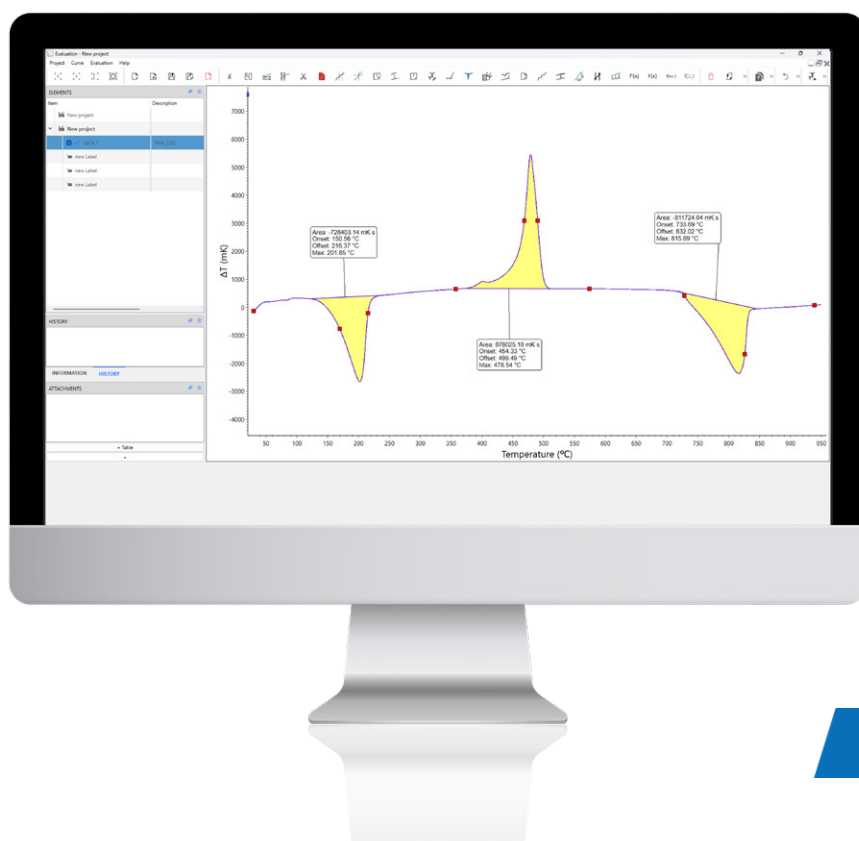 Evaluation - New project
Project Curve Evaluation Help
ELEMENTS
Item Description
New project
New project
new Label
new Label
new Label
HISTORY
INFORMATION HISTORY
ATTACHMENTS
+ Table
F(x) F(x)
ΔT (mK)
7000
6000
5000
4000
3000
2000
1000
0
-1000
-2000
-3000
-4000
Area: -726403.14 mK s
Onset: 150.56 °C
Offset: 216.37 °C
Max: 201.85 °C
Area: 878025.18 mK s
Onset: 454.33 °C
Offset: 499.49 °C
Max: 478.54 °C
Area: -811724.04 mK s
Onset: 733.69 °C
Offset: 832.02 °C
Max: 815.89 °C
50 100 150 200 250 300 350 400 450 500 550 600 650 700 750 800 850 900 950
Temperature (°C)